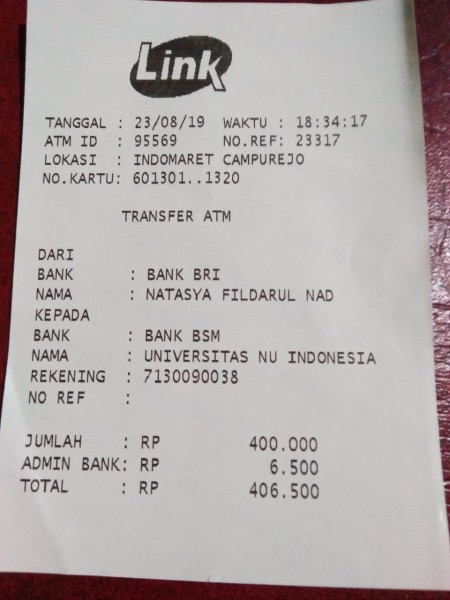 Link
TANGGAL : 23/08/19 WAKTU : 18:34:17
ATM ID : 95569 NO.REF: 23317
LOKASI : INDOMARET CAMPUREJO
NO.KARTU: 601301..1320
TRANSFER ATM
DARI
BANK : BANK BRI
NAMA : NATASYA FILDARUL NAD
KEPADA
BANK : BANK BSM
NAMA : UNIVERSITAS NU INDONESIA
REKENING : 7130090038
NO REF :
JUMLAH : RP 400.000
ADMIN BANK: RP 6.500
TOTAL : RP 406.500